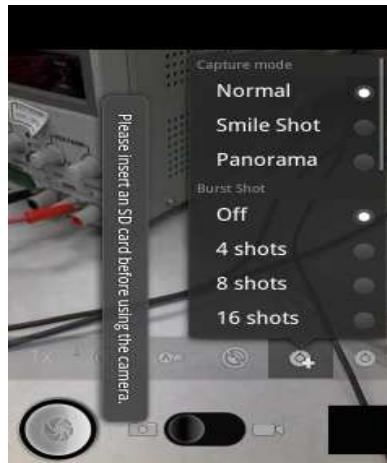 Capture mode
Normal
Smile Shot
Panorama
Burst Shot
Off
4 shots
8 shots
16 shots
Please insert an SD card before using the camera.
1x